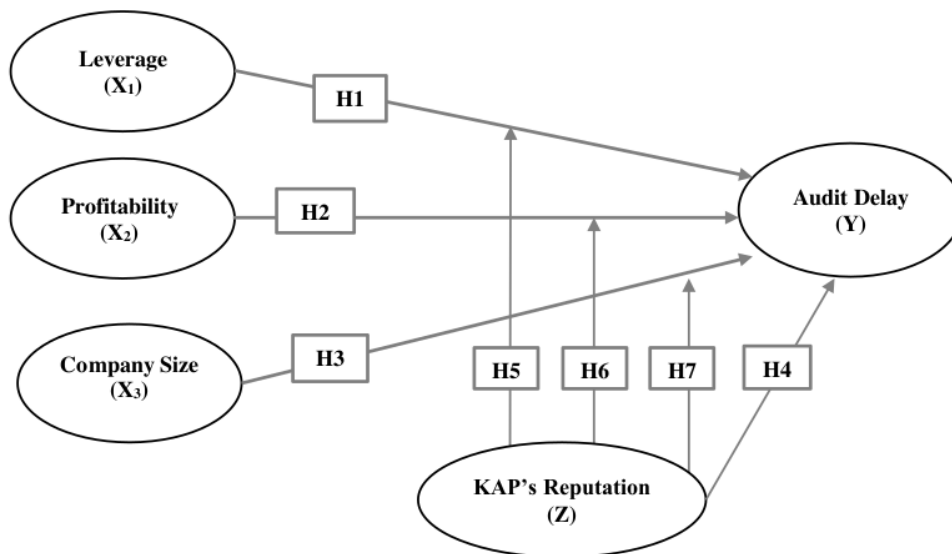 Leverage
(X₁)
H1
Profitability
(X₂)
H2
Audit Delay
(Y)
Company Size
(X₃)
H3
H5
H6
H7
H4
KAP's Reputation
(Z)